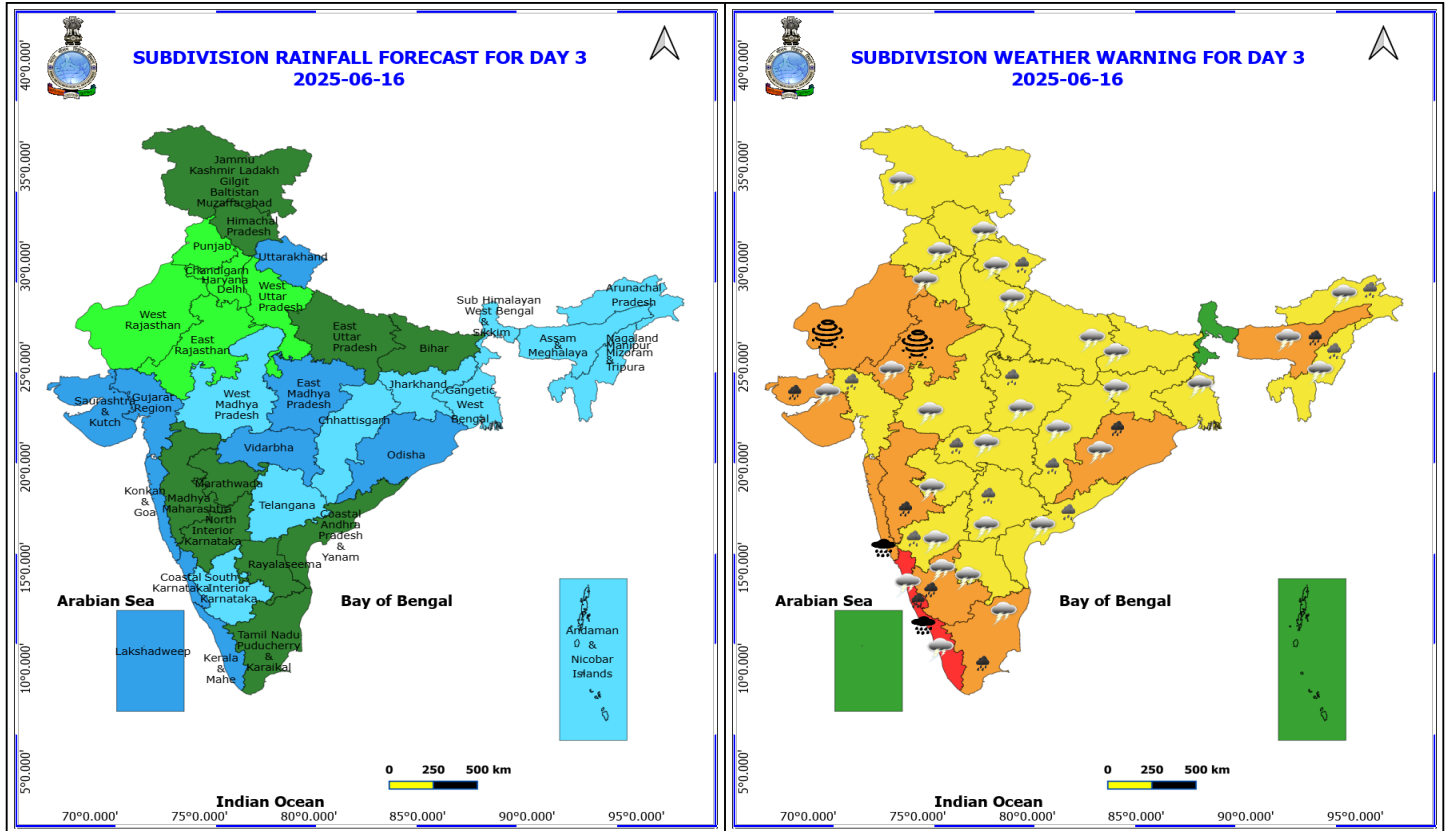 SUBDIVISION RAINFALL FORECAST FOR DAY 3
2025-06-16
40°0.000'
35°0.000'
30°0.000'
25°0.000'
20°0.000'
15°0.000'
10°0.000'
5°0.000'
Jammu
Kashmir Ladakh
Gilgit
Baltistan
Muzaffarabad
Himachal
Pradesh
Punjab
Uttarakhand
Chandigarh
Haryana
Delhi
West
Uttar
Pradesh
West
Rajasthan
East
Rajasthan
East
Uttar
Pradesh
Bihar
Sub Himalayan
West Bengal
&
Sikkim
Arunachal
Pradesh
Assam
&
Meghalaya
Nagaland
Manipur
Mizoram
&
Tripura
Saurashtra
&
Kutch
Gujarat
Region
West
Madhya
Pradesh
East
Madhya
Pradesh
Jharkhand
Gangetic
West
Bengal
Chhattisgarh
Vidarbha
Odisha
Konkan
&
Goa
Marathwada
Madhya
Maharashtra
Telangana
North
Interior
Karnataka
Coastal
Andhra
Pradesh
&
Yanam
Rayalaseema
Coastal
Karnataka
South
Interior
Karnataka
Arabian Sea
Bay of Bengal
Lakshadweep
Tamil Nadu
Puducherry
&
Karaikal
Kerala
&
Mahe
Andaman
&
Nicobar
Islands
0 250 500 km
Indian Ocean
70°0.000' 75°0.000' 80°0.000' 85°0.000' 90°0.000' 95°0.000'
SUBDIVISION WEATHER WARNING FOR DAY 3
2025-06-16
40°0.000'
35°0.000'
30°0.000'
25°0.000'
20°0.000'
15°0.000'
10°0.000'
5°0.000'
Arabian Sea
Bay of Bengal
0 250 500 km
Indian Ocean
70°0.000' 75°0.000' 80°0.000' 85°0.000' 90°0.000' 95°0.000'